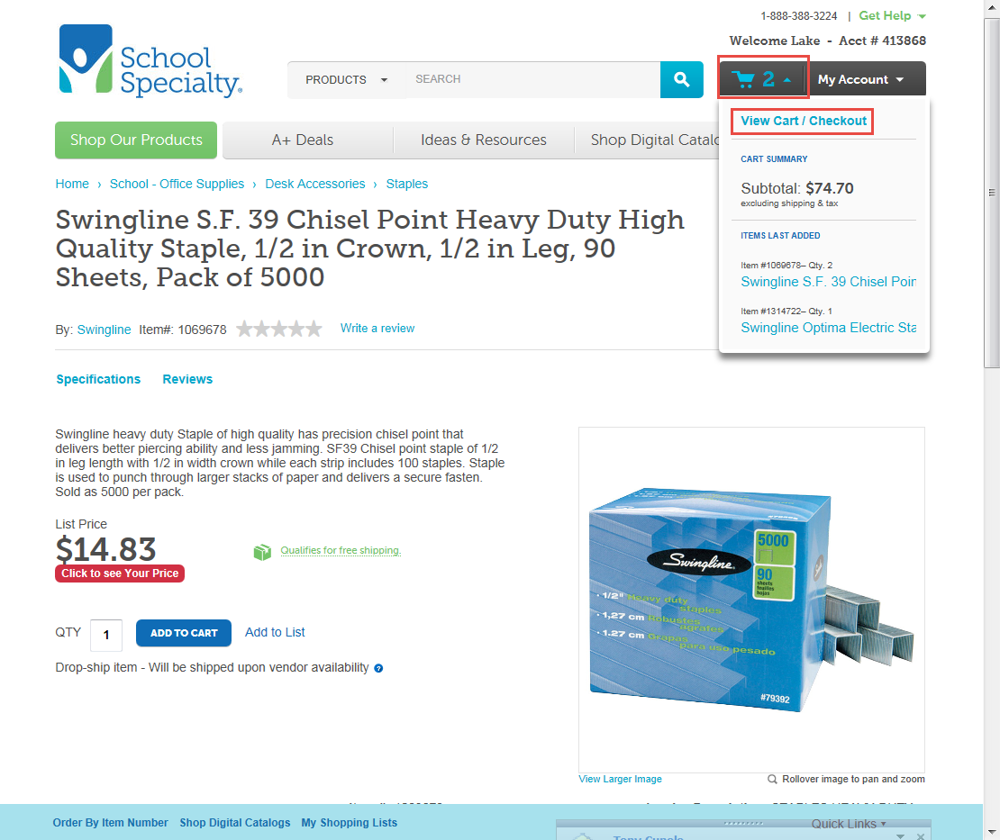 1-888-388-3224 | Get Help
Welcome Lake - Acct # 413868
School
Specialty®
PRODUCTS SEARCH
2
My Account
View Cart / Checkout
CART SUMMARY
Subtotal: $74.70
excluding shipping & tax
ITEMS LAST ADDED
Item #1069678– Qty. 2
Swingline S.F. 39 Chisel Poin
Item #1314722– Qty. 1
Swingline Optima Electric Sta
Shop Our Products A+ Deals Ideas & Resources Shop Digital Catalo
Home › School - Office Supplies › Desk Accessories › Staples
Swingline S.F. 39 Chisel Point Heavy Duty High
Quality Staple, 1/2 in Crown, 1/2 in Leg, 90
Sheets, Pack of 5000
By: Swingline Item#: 1069678 Write a review
Specifications Reviews
Swingline heavy duty Staple of high quality has precision chisel point that
delivers better piercing ability and less jamming. SF39 Chisel point staple of 1/2
in leg length with 1/2 in width crown while each strip includes 100 staples. Staple
is used to punch through larger stacks of paper and delivers a secure fasten.
Sold as 5000 per pack.
List Price
$14.83
Click to see Your Price
Qualifies for free shipping.
QTY 1 ADD TO CART Add to List
Drop-ship item - Will be shipped upon vendor availability ?
5000
Swingline.
90
sheets
feuilles
hojas
· 1/2" Heavy duty
staples
· 1,27 cm Robustes
agrafes
· 1.27 cm Grapas
para uso pesado
#79392
View Larger Image Rollover image to pan and zoom
Order By Item Number Shop Digital Catalogs My Shopping Lists
Quick Links